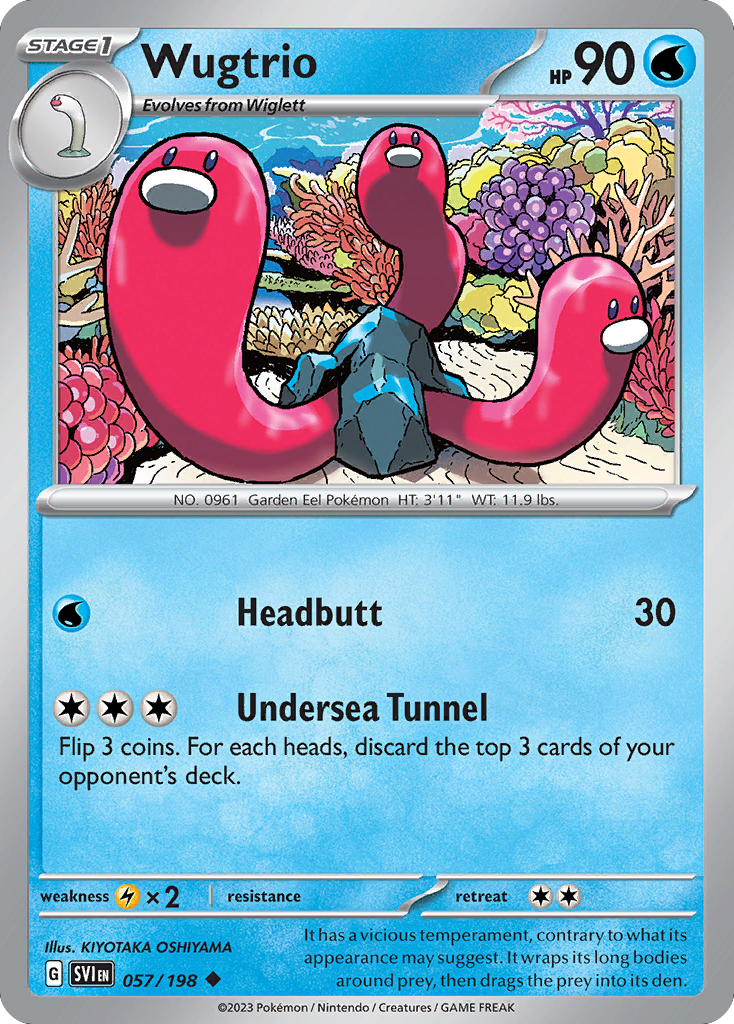 STAGE1
Wugtrio
HP 90
Evolves from Wiglett
NO. 0961 Garden Eel Pokémon HT: 3'11" WT: 11.9 lbs.
Headbutt 30
Undersea Tunnel
Flip 3 coins. For each heads, discard the top 3 cards of your
opponent's deck.
weakness ×2 resistance retreat
Illus. KIYOTAKA OSHIYAMA
G SVI EN 057/198
It has a vicious temperament, contrary to what its
appearance may suggest. It wraps its long bodies
around prey, then drags the prey into its den.
©2023 Pokémon / Nintendo / Creatures / GAME FREAK